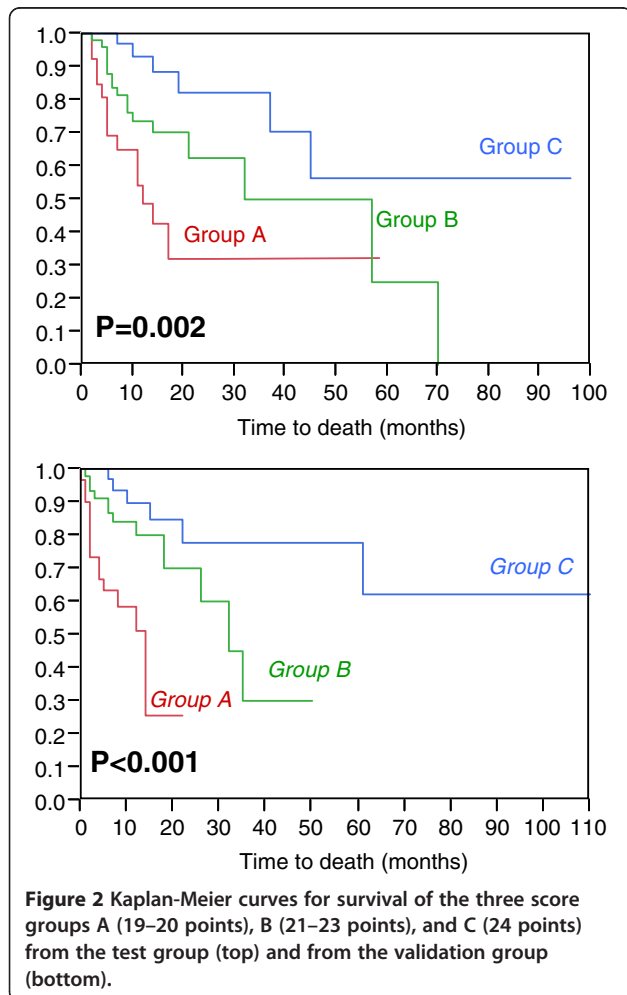 1.0
0.9
0.8
0.7
0.6
0.5
0.4
0.3
0.2
0.1
0.0
Group C
Group B
Group A
P=0.002
0 10 20 30 40 50 60 70 80 90 100
Time to death (months)
1.0
0.9
0.8
0.7
0.6
0.5
0.4
0.3
0.2
0.1
0.0
Group C
Group B
Group A
P<0.001
0 10 20 30 40 50 60 70 80 90 100 110
Time to death (months)
Figure 2 Kaplan-Meier curves for survival of the three score
groups A (19–20 points), B (21–23 points), and C (24 points)
from the test group (top) and from the validation group
(bottom).